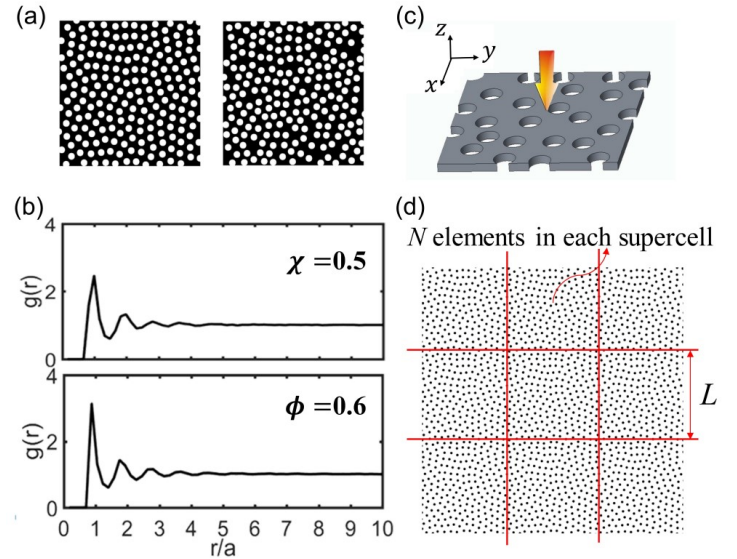 (a)
(c)
z
y
x
(b)
4
2
0
g(r)
χ =0.5
4
2
0
g(r)
ϕ =0.6
0 1 2 3 4 5 6 7 8 9 10
r/a
(d)
N elements in each supercell
L